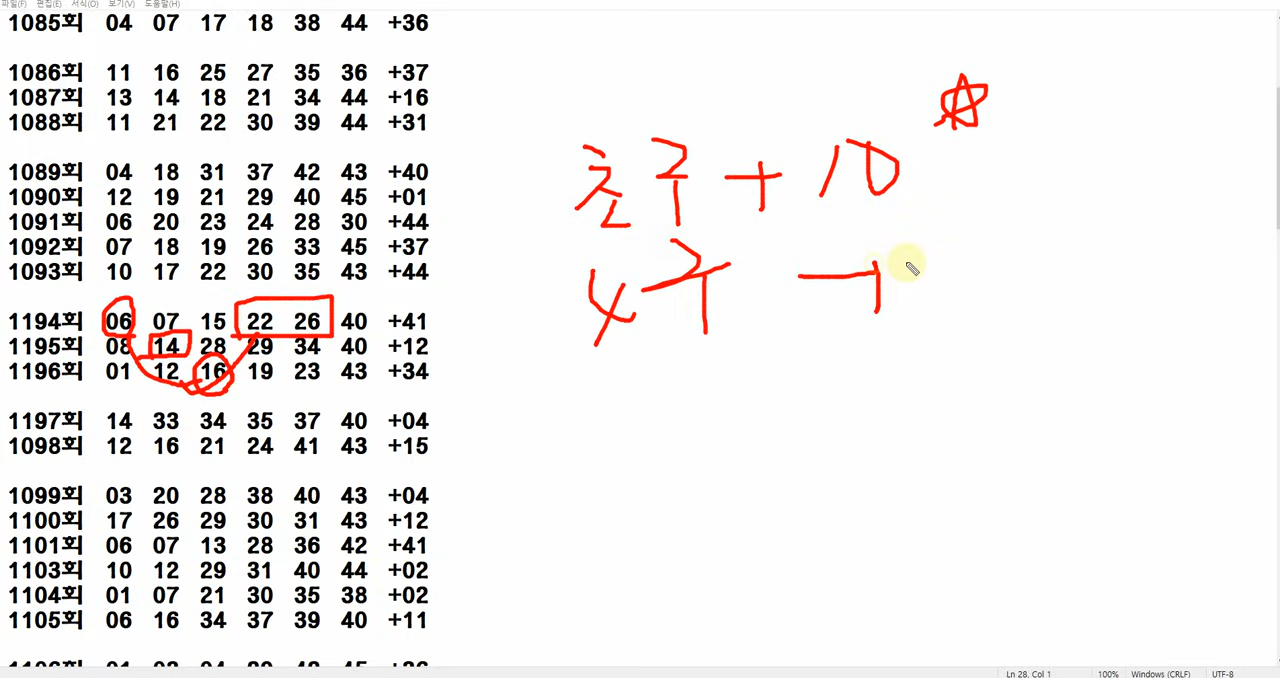 파일(F) 편집(E) 서식(O) 보기(V) 도움말(H)
1085회 04 07 17 18 38 44 +36
1086회 11 16 25 27 35 36 +37
1087회 13 14 18 21 34 44 +16
1088회 11 21 22 30 39 44 +31
1089회 04 18 31 37 42 43 +40
1090회 12 19 21 29 40 45 +01
1091회 06 20 23 24 28 30 +44
1092회 07 18 19 26 33 45 +37
1093회 10 17 22 30 35 43 +44
1194회 06 07 15 22 26 40 +41
1195회 08 14 28 29 34 40 +12
1196회 01 12 16 19 23 43 +34
1197회 14 33 34 35 37 40 +04
1098회 12 16 21 24 41 43 +15
1099회 03 20 28 38 40 43 +04
1100회 17 26 29 30 31 43 +12
1101회 06 07 13 28 36 42 +41
1103회 10 12 29 31 40 44 +02
1104회 01 07 21 30 35 38 +02
1105회 06 16 34 37 39 40 +11
첫구 + 10
4구
Ln 28, Col 1 100% Windows (CRLF) UTF-8